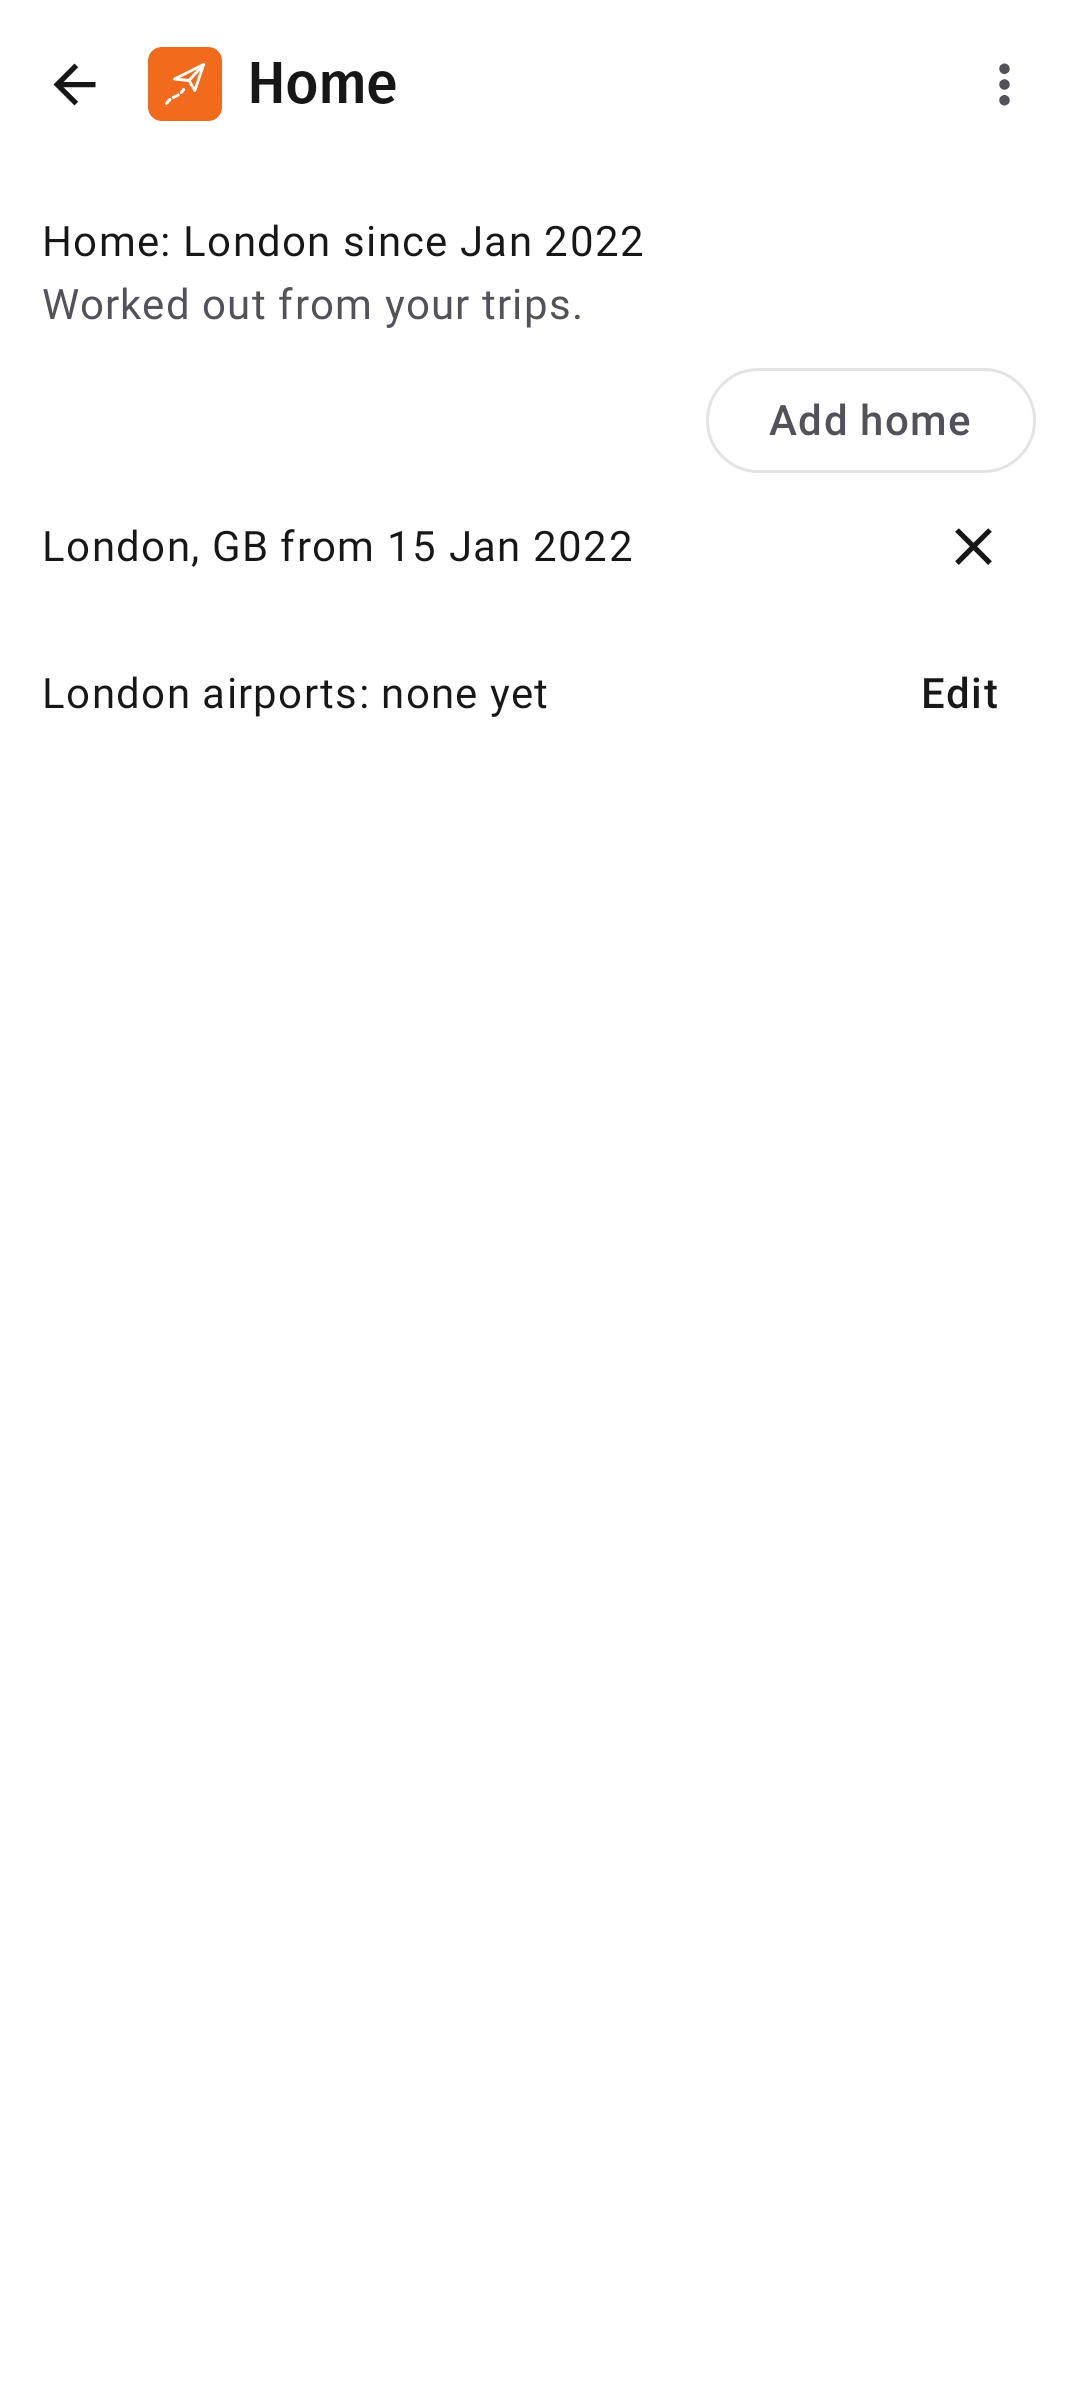 Home
Home: London since Jan 2022
Worked out from your trips.
Add home
London, GB from 15 Jan 2022
London airports: none yet
Edit